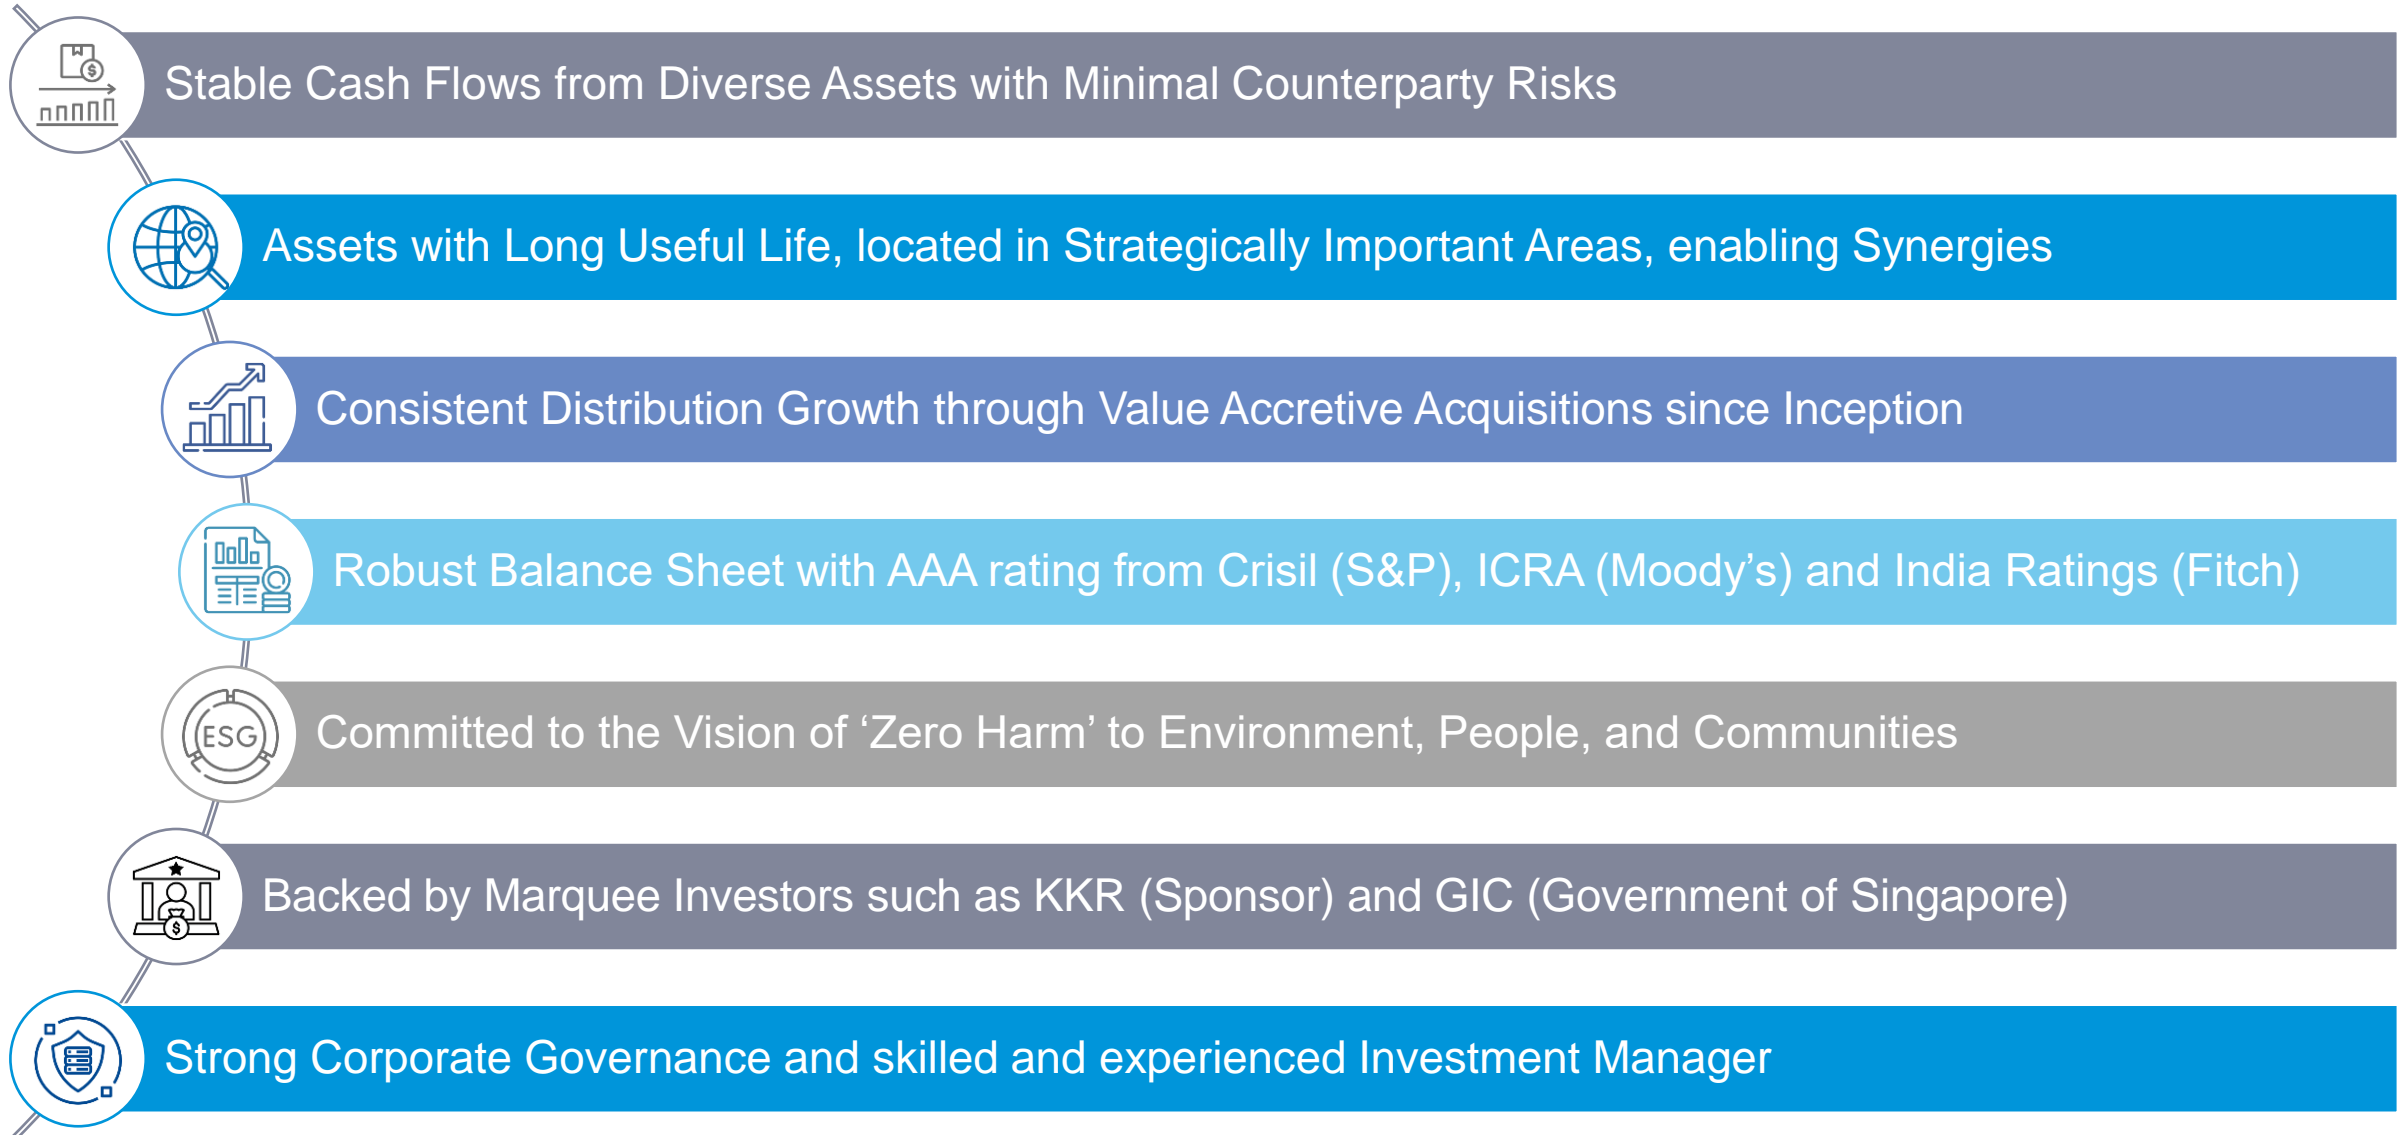 Stable Cash Flows from Diverse Assets with Minimal Counterparty Risks
Assets with Long Useful Life, located in Strategically Important Areas, enabling Synergies
Consistent Distribution Growth through Value Accretive Acquisitions since Inception
Robust Balance Sheet with AAA rating from Crisil (S&P), ICRA (Moody’s) and India Ratings (Fitch)
ESG
Committed to the Vision of ‘Zero Harm’ to Environment, People, and Communities
Backed by Marquee Investors such as KKR (Sponsor) and GIC (Government of Singapore)
Strong Corporate Governance and skilled and experienced Investment Manager